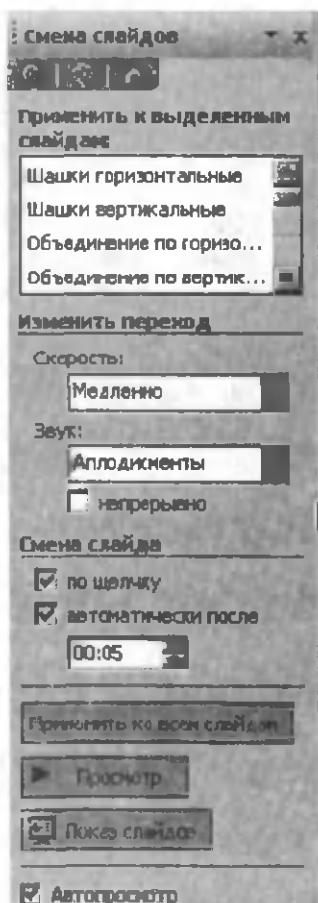 Смена слайдов
Применить к выделенным
слайдам:
Шашки горизонтальные
Шашки вертикальные
Объединение по горизо...
Объединение по вертик...
Изменить переход
Скорость:
Медленно
Звук:
Аплодисменты
непрерывно
Смена слайда
по щелчку
автоматически после
00:05
Применить ко всем слайдам
Просмотр
Показ слайдов
Автопросмотр